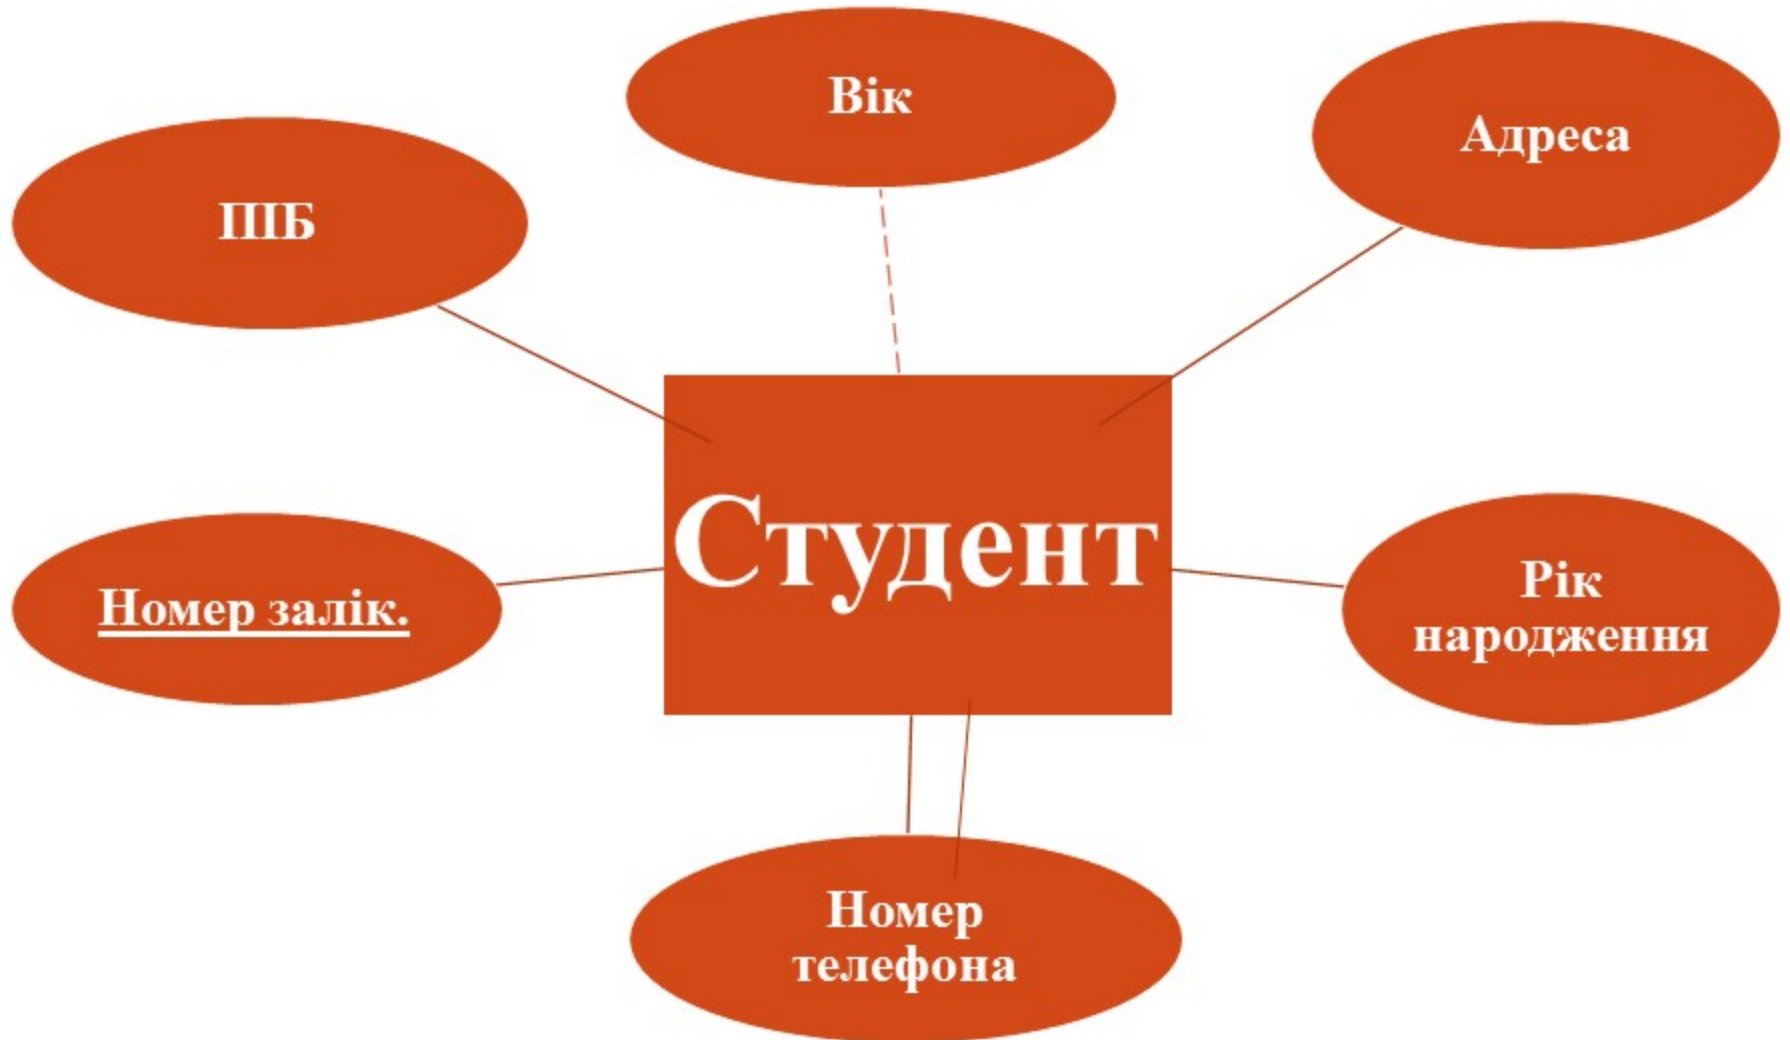 Вік
Адреса
ПІБ
Студент
Номер залік.
Рік
народження
Номер
телефона